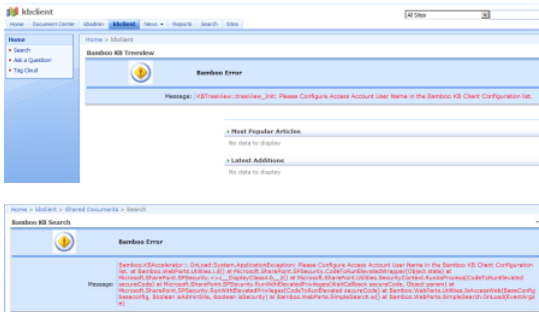 kbclient
All Sites
Home Document Center kbadmin kbclient News Reports Search Sites
Home
Home > kbclient
Search
Ask a Question!
Tag Cloud
Bamboo KB Treeview
Bamboo Error
Message: KBTreeView::treeview_Init: Please Configure Access Account User Name in the Bamboo KB Client Configuration list.
Most Popular Articles
No data to display
Latest Additions
No data to display
Home > kbclient > Shared Documents > Search
Bamboo KB Search
Bamboo Error
Message:
Bamboo.KBAccelerator:: OnLoad:System.ApplicationException: Please Configure Access Account User Name in the Bamboo KB Client Configuration
list. at Bamboo.WebParts.Utilities.i.d() at Microsoft.SharePoint.SPSecurity.CodeToRunElevatedWrapper(Object state) at
Microsoft.SharePoint.SPSecurity.<>c__DisplayClass4.b__2() at Microsoft.SharePoint.Utilities.SecurityContext.RunAsProcess(CodeToRunElevated
secureCode) at Microsoft.SharePoint.SPSecurity.RunWithElevatedPrivileges(WaitCallback secureCode, Object param) at
Microsoft.SharePoint.SPSecurity.RunWithElevatedPrivileges(CodeToRunElevated secureCode) at Bamboo.WebParts.Utilities.IsAccessWeb(BaseConfig
baseconfig, Boolean isAdminSite, Boolean isSecurity) at Bamboo.WebParts.SimpleSearch.u() at Bamboo.WebParts.SimpleSearch.OnLoad(EventArgs
e)